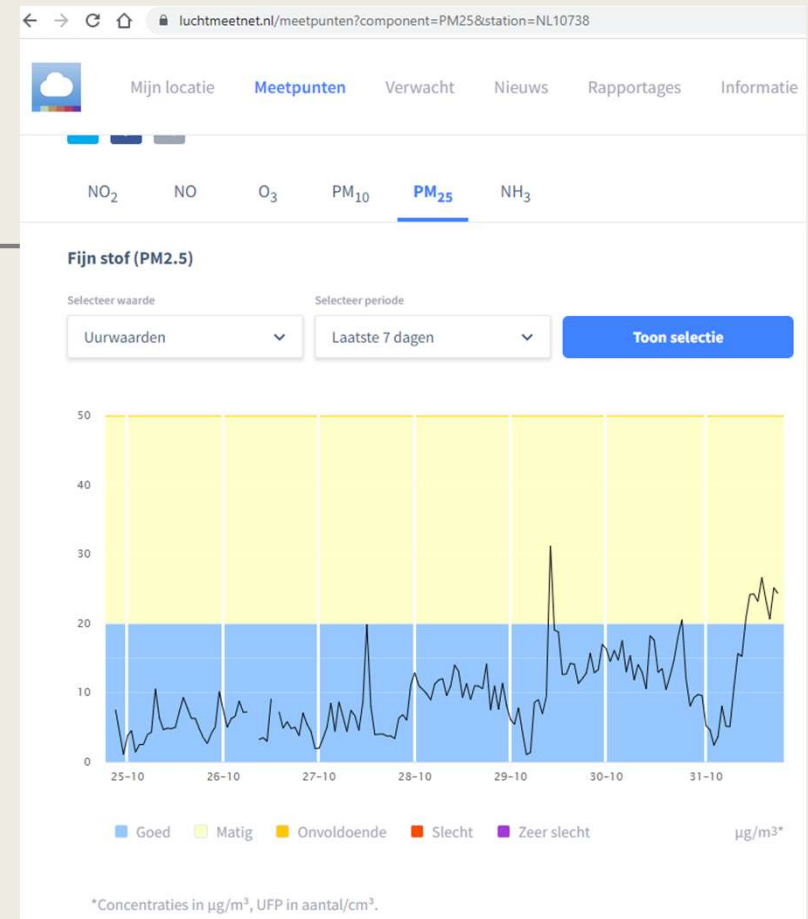 luchtmeetnet.nl/meetpunten?component=PM25&station=NL10738
Mijn locatie Meetpunten Verwacht Nieuws Rapportages Informatie
NO₂ NO O₃ PM₁₀ PM₂₅ NH₃
Fijn stof (PM2.5)
Selecteer waarde Selecteer periode
Uurwaarden Laatste 7 dagen Toon selectie
50
40
30
20
10
0
25-10 26-10 27-10 28-10 29-10 30-10 31-10
Goed Matig Onvoldoende Slecht Zeer slecht µg/m³*
*Concentraties in µg/m³, UFP in aantal/cm³.